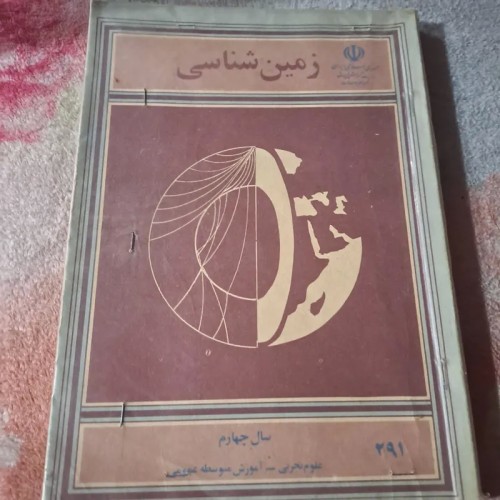 زمین شناسی
سال چهارم
علوم تجربی — آموزش متوسطه عمومی
۲۹۱